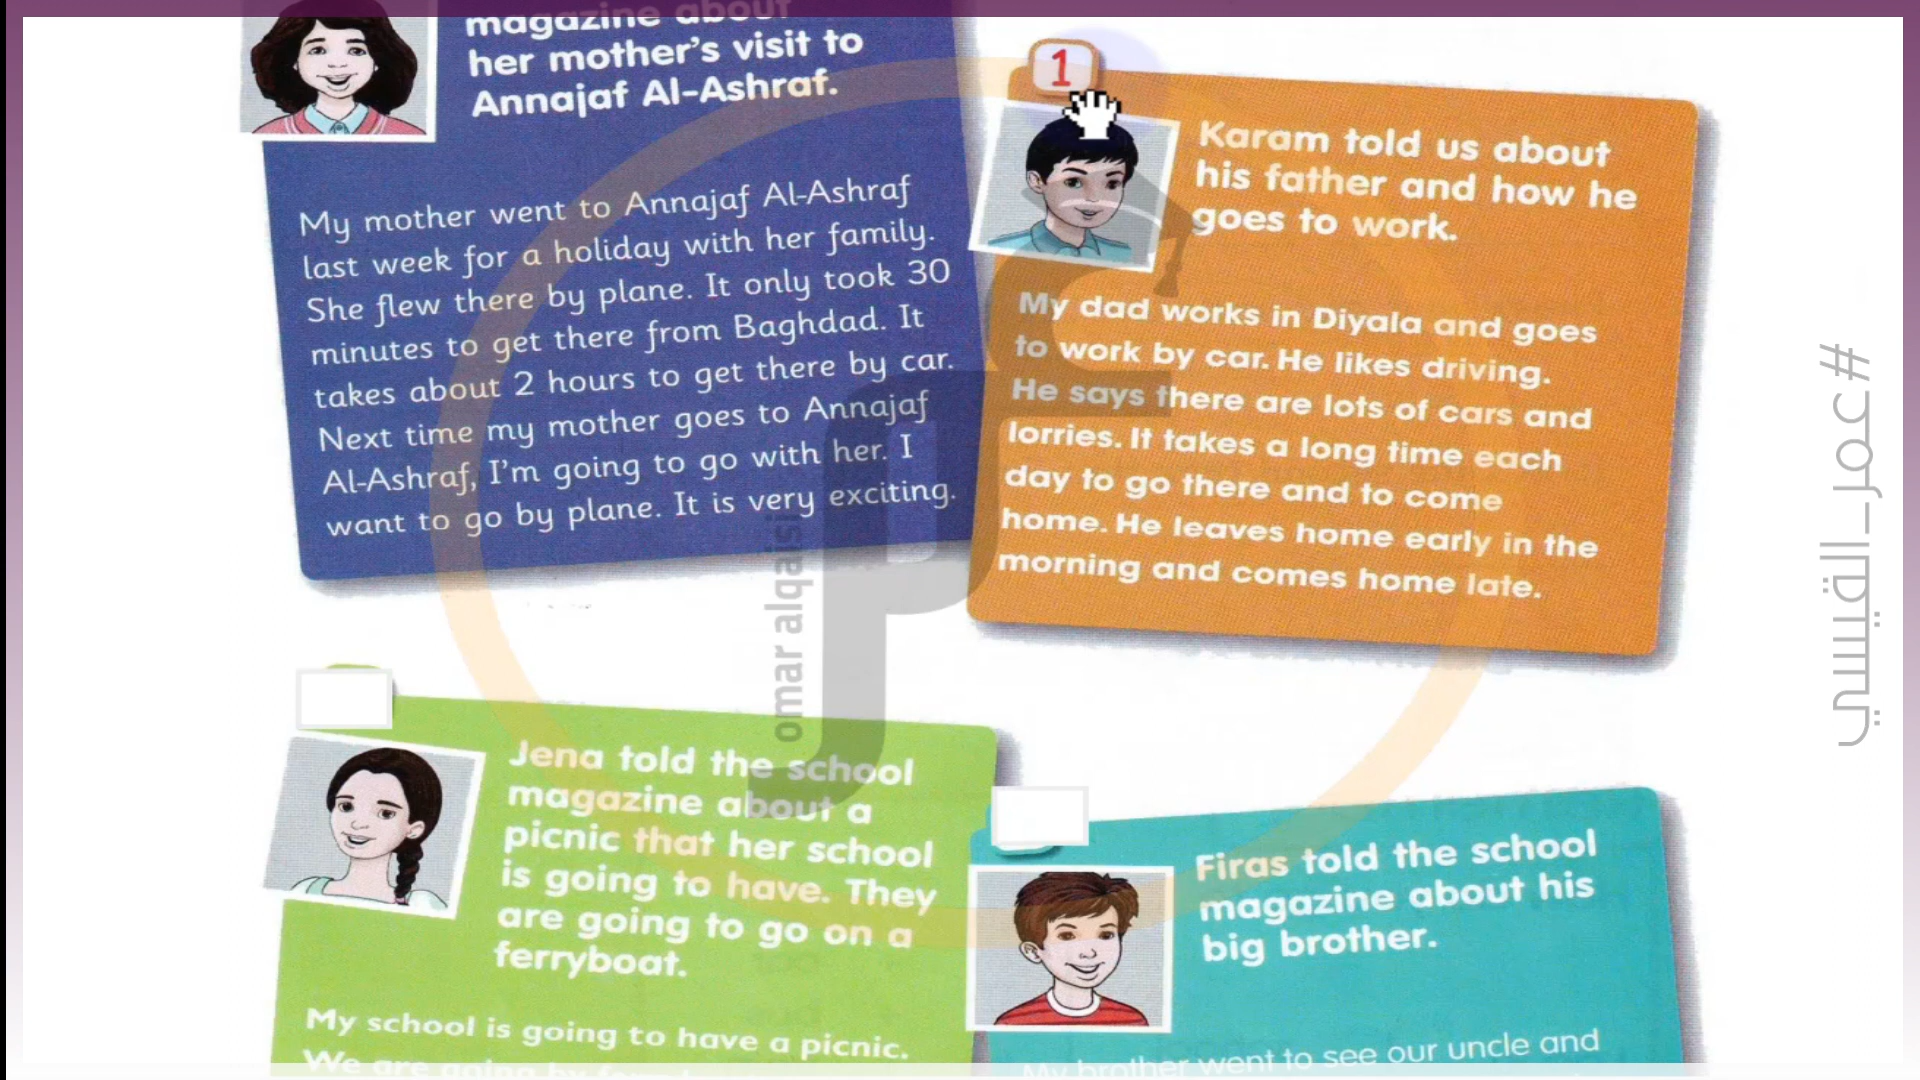 magazine about
her mother's visit to
Annajaf Al-Ashraf.
My mother went to Annajaf Al-Ashraf
last week for a holiday with her family.
She flew there by plane. It only took 30
minutes to get there from Baghdad. It
takes about 2 hours to get there by car.
Next time my mother goes to Annajaf
Al-Ashraf, I'm going to go with her. I
want to go by plane. It is very exciting.
1
Karam told us about
his father and how he
goes to work.
My dad works in Diyala and goes
to work by car. He likes driving.
He says there are lots of cars and
lorries. It takes a long time each
day to go there and to come
home. He leaves home early in the
morning and comes home late.
Jena told the school
magazine about a
picnic that her school
is going to have. They
are going to go on a
ferryboat.
My school is going to have a picnic.
We are going by
Firas told the school
magazine about his
big brother.
My brother went to see our uncle and
omar alqaisi
#عمر_القيسي